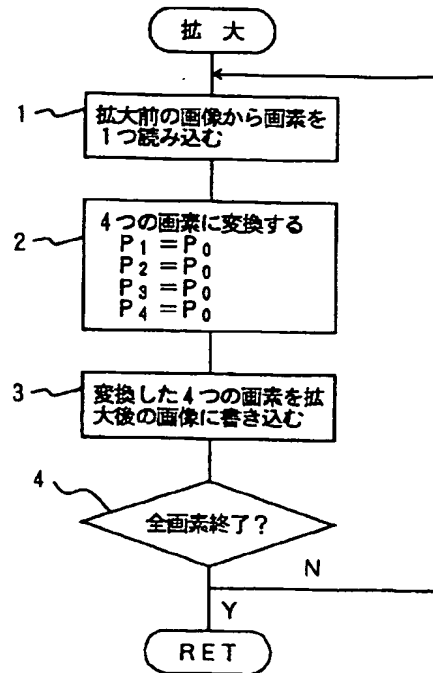 拡 大
1
拡大前の画像から画素を
1つ読み込む
2
4つの画素に変換する
P1 = P0
P2 = P0
P3 = P0
P4 = P0
3
変換した4つの画素を拡
大後の画像に書き込む
4
全画素終了?
N
Y
RET